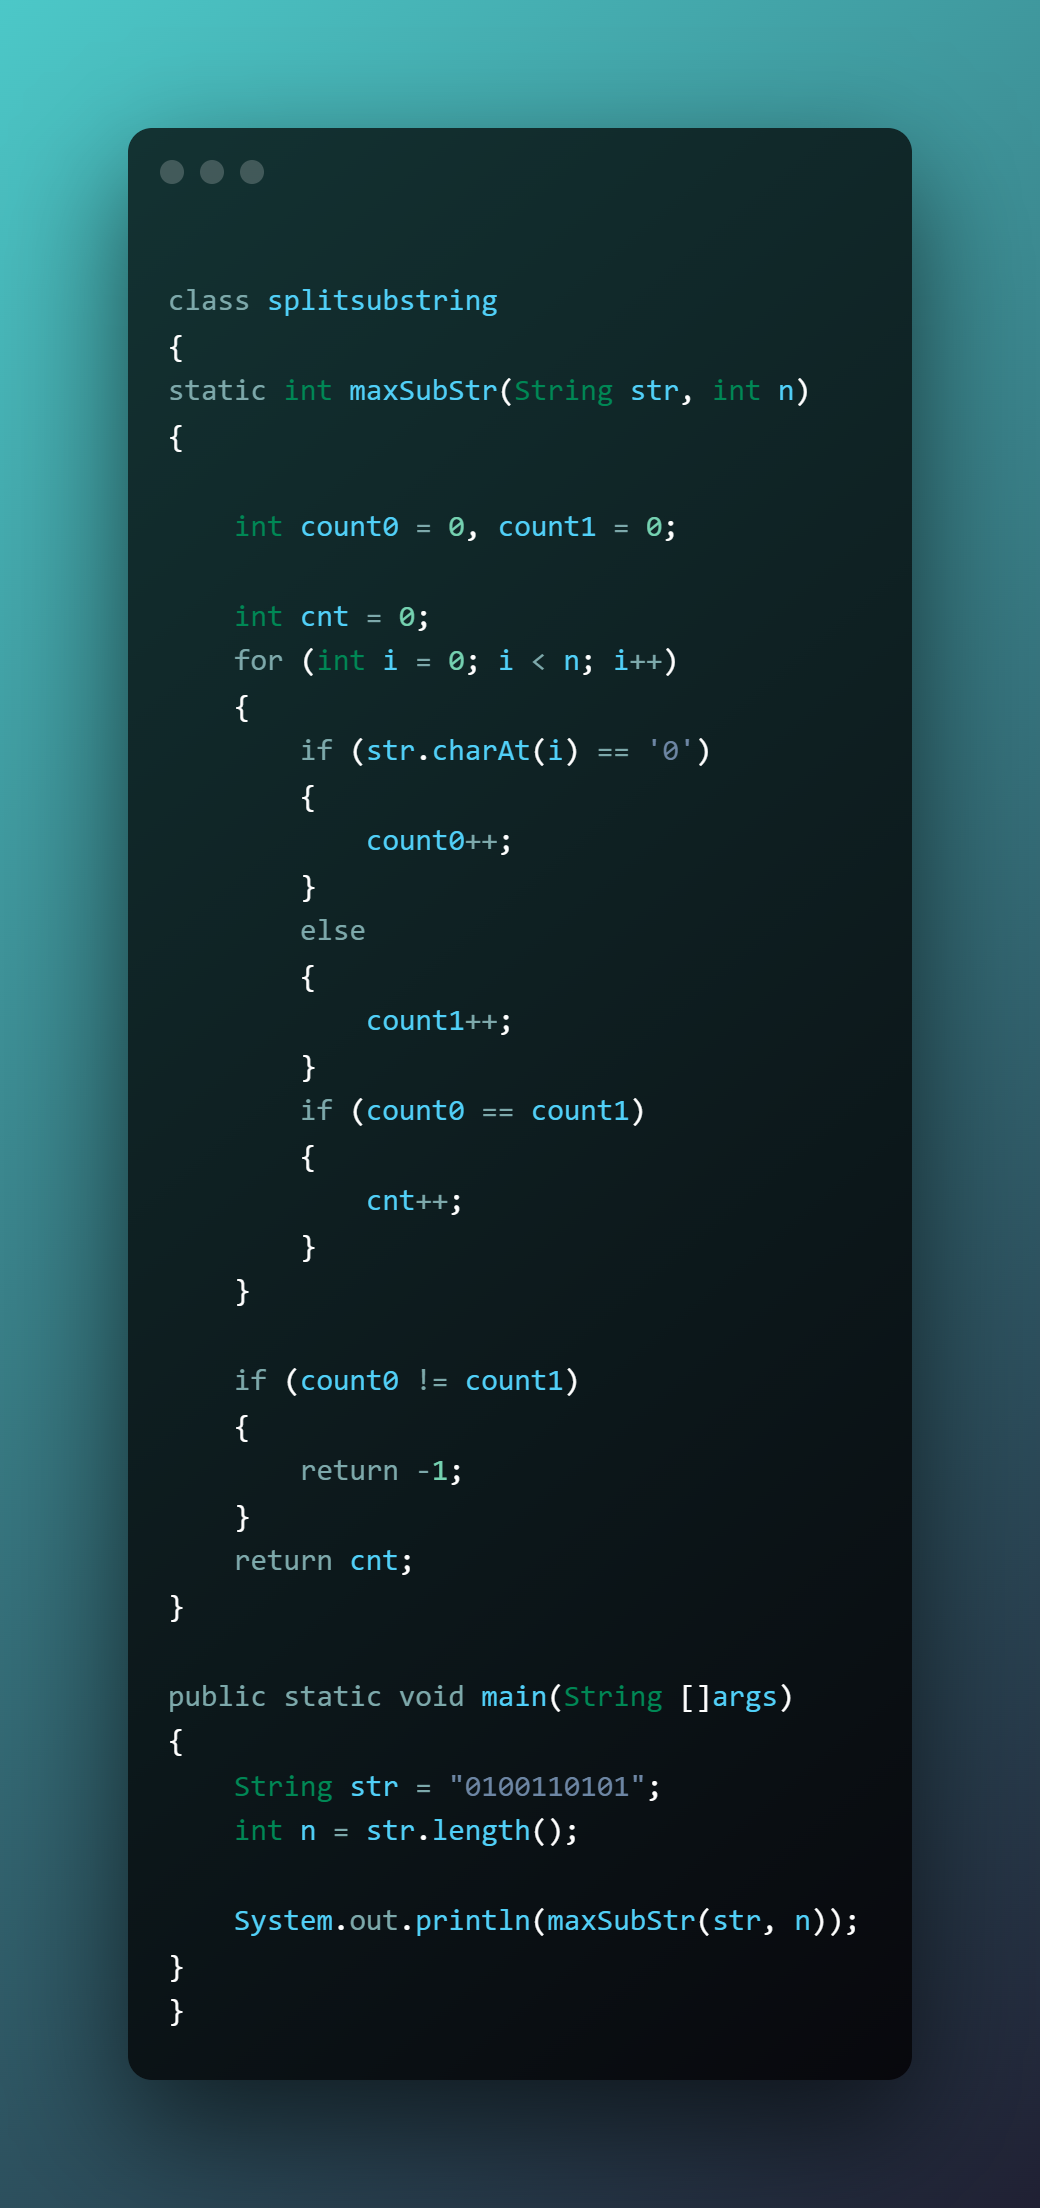 class splitsubstring
{
static int maxSubStr(String str, int n)
{
    int count0 = 0, count1 = 0;
    int cnt = 0;
    for (int i = 0; i < n; i++)
    {
        if (str.charAt(i) == '0')
        {
            count0++;
        }
        else
        {
            count1++;
        }
        if (count0 == count1)
        {
            cnt++;
        }
    }
    if (count0 != count1)
    {
        return -1;
    }
    return cnt;
}
public static void main(String []args)
{
    String str = "0100110101";
    int n = str.length();
    System.out.println(maxSubStr(str, n));
}
}